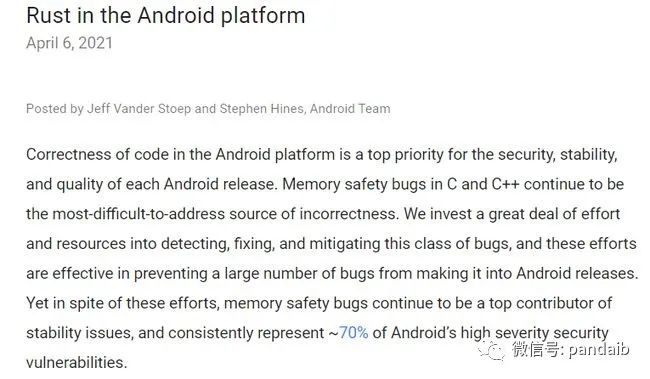 Rust in the Android platform
April 6, 2021
Posted by Jeff Vander Stoep and Stephen Hines, Android Team
Correctness of code in the Android platform is a top priority for the security, stability,
and quality of each Android release. Memory safety bugs in C and C++ continue to be
the most-difficult-to-address source of incorrectness. We invest a great deal of effort
and resources into detecting, fixing, and mitigating this class of bugs, and these efforts
are effective in preventing a large number of bugs from making it into Android releases.
Yet in spite of these efforts, memory safety bugs continue to be a top contributor of
stability issues, and consistently represent ~70% of Android’s high severity security
vulnerabilities.
微信号: pandaib